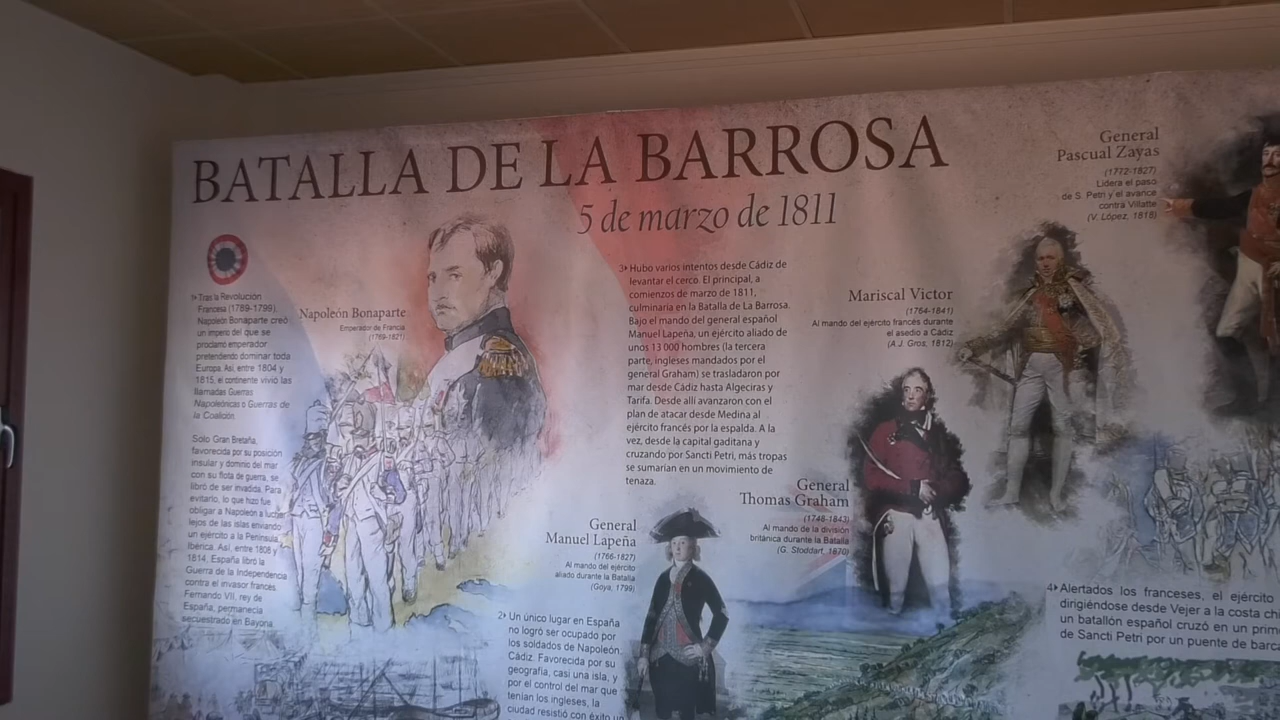 BATALLA DE LA BARROSA
5 de marzo de 1811
1 Tras la Revolución
Francesa (1789-1799),
Napoleón Bonaparte creó
un imperio del que se
proclamó emperador
pretendiendo dominar toda
Europa. Así, entre 1804 y
1815, el continente vivió las
llamadas Guerras
Napoleónicas o Guerras de
la Coalición.
Solo Gran Bretaña,
favorecida por su posición
insular y dominio del mar
con su flota de guerra, se
libró de ser invadida. Para
evitarlo, lo que hizo fue
obligar a Napoleón a luchar
lejos de las islas enviando
un ejército a la Península
Ibérica. Así, entre 1808 y
1814, España libró la
Guerra de la Independencia
contra el invasor francés.
Fernando VII, rey de
España, permanecía
secuestrado en Bayona.
Napoleón Bonaparte
Emperador de Francia
(1769-1821)
2 Un único lugar en España
no logró ser ocupado por
los soldados de Napoleón,
Cádiz. Favorecida por su
geografía, casi una isla, y
por el control del mar que
tenían los ingleses, la
ciudad resistió con éxito un
General
Manuel Lapeña
(1766-1827)
Al mando del ejército
aliado durante la Batalla
(Goya, 1799)
3 Hubo varios intentos desde Cádiz de
levantar el cerco. El principal, a
comienzos de marzo de 1811,
culminaría en la Batalla de La Barrosa.
Bajo el mando del general español
Manuel Lapeña, un ejército aliado de
unos 13 000 hombres (la tercera
parte, ingleses mandados por el
general Graham) se trasladaron por
mar desde Cádiz hasta Algeciras y
Tarifa. Desde allí avanzaron con el
plan de atacar desde Medina al
ejército francés por la espalda. A la
vez, desde la capital gaditana y
cruzando por Sancti Petri, más tropas
se sumarían en un movimiento de
tenaza.
General
Thomas Graham
(1748-1843)
Al mando de la división
británica durante la Batalla
(G. Stoddart, 1870)
Mariscal Victor
(1764-1841)
Al mando del ejército francés durante
el asedio a Cádiz
(A.J. Gros, 1812)
General
Pascual Zayas
(1772-1827)
Lidera el paso
de S. Petri y el avance
contra Villatte
(V. López, 1818)
4 Alertados los franceses, el ejército
dirigiéndose desde Vejer a la costa ch
un batallón español cruzó en un prim
de Sancti Petri por un puente de barca